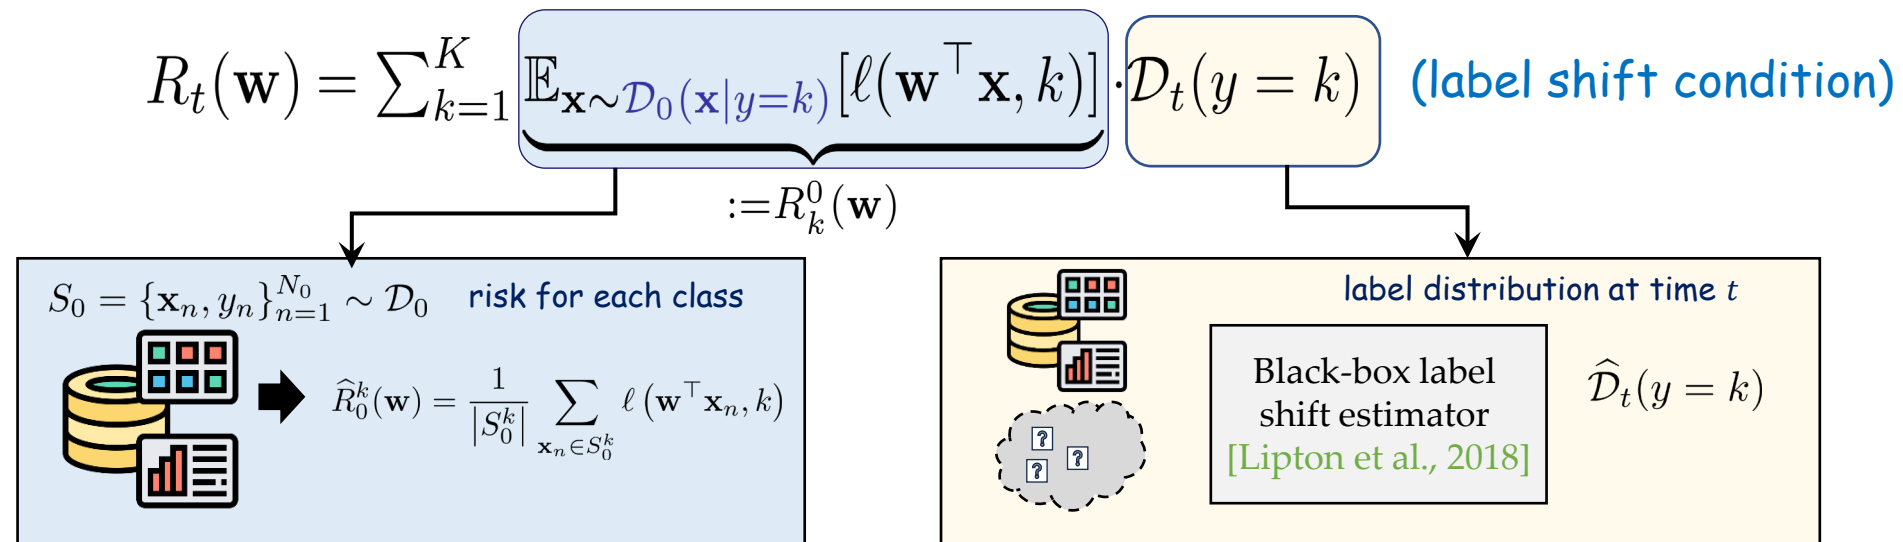 R_t(𝐰) = ∑_{k=1}^{K} 𝔼_{𝐱∼𝒟_0(𝐱|y=k)}[ℓ(𝐰^⊤𝐱, k)] · 𝒟_t(y = k) (label shift condition)
:=R_k^0(𝐰)
S_0 = {𝐱_n, y_n}_{n=1}^{N_0} ∼ 𝒟_0 risk for each class
R̂_0^k(𝐰) = \frac{1}{|S_0^k|} ∑_{𝐱_n∈S_0^k} ℓ (𝐰^⊤𝐱_n, k)
label distribution at time t
Black-box label
shift estimator
[Lipton et al., 2018]
𝒟̂_t(y = k)
?
?
?